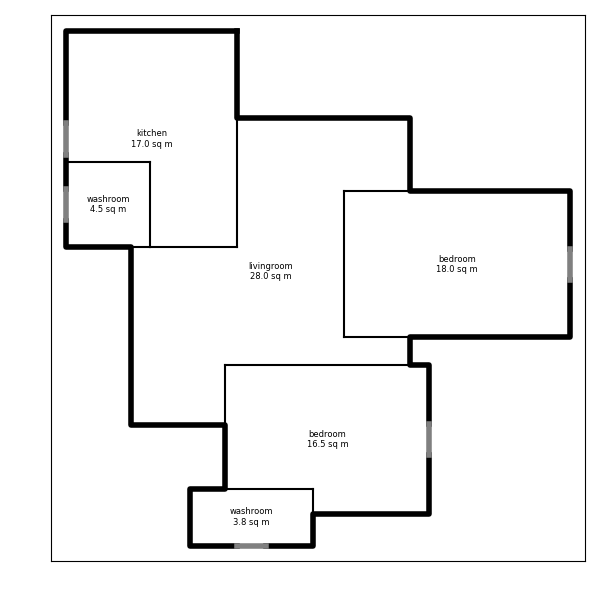 kitchen
17.0 sq m
washroom
4.5 sq m
livingroom
28.0 sq m
bedroom
18.0 sq m
bedroom
16.5 sq m
washroom
3.8 sq m